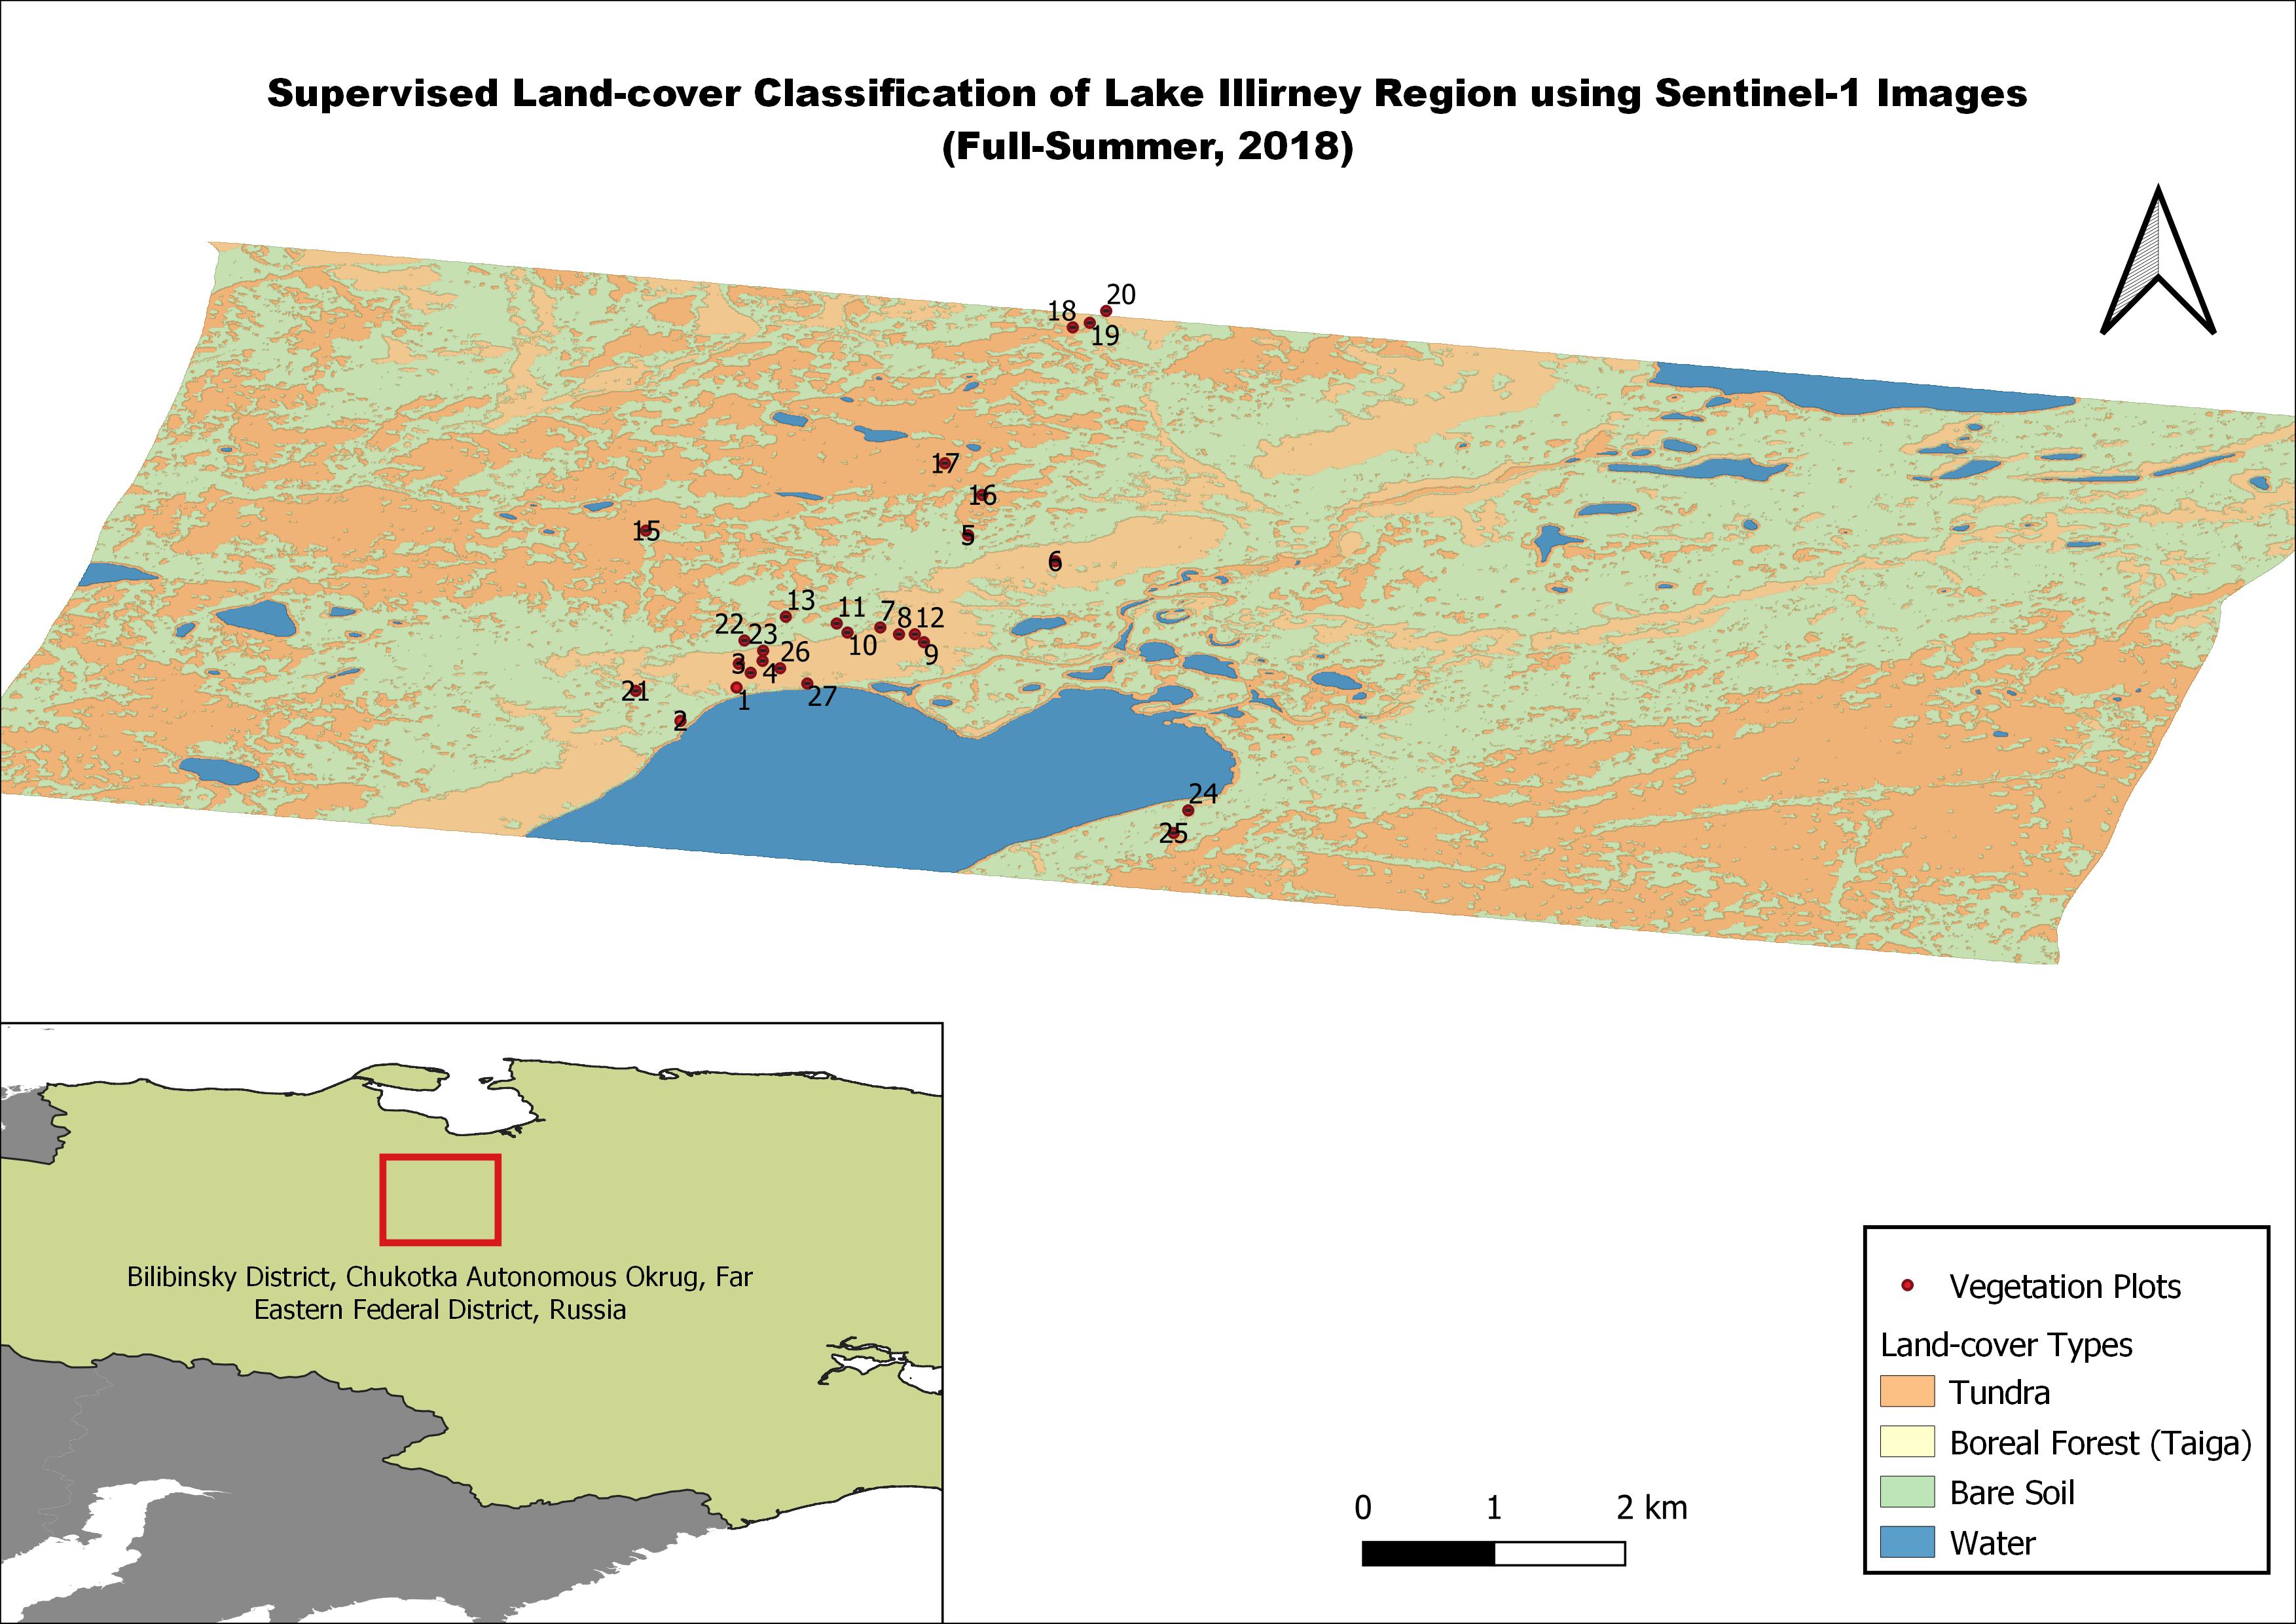 Supervised Land-cover Classification of Lake Illirney Region using Sentinel-1 Images
(Full-Summer, 2018)
20
18
19
17
16
15
5
6
13
11
7
8
12
22
23
10
26
9
3
4
21
27
1
2
24
25
Bilibinsky District, Chukotka Autonomous Okrug, Far
Eastern Federal District, Russia
0 1 2 km
Vegetation Plots
Land-cover Types
Tundra
Boreal Forest (Taiga)
Bare Soil
Water